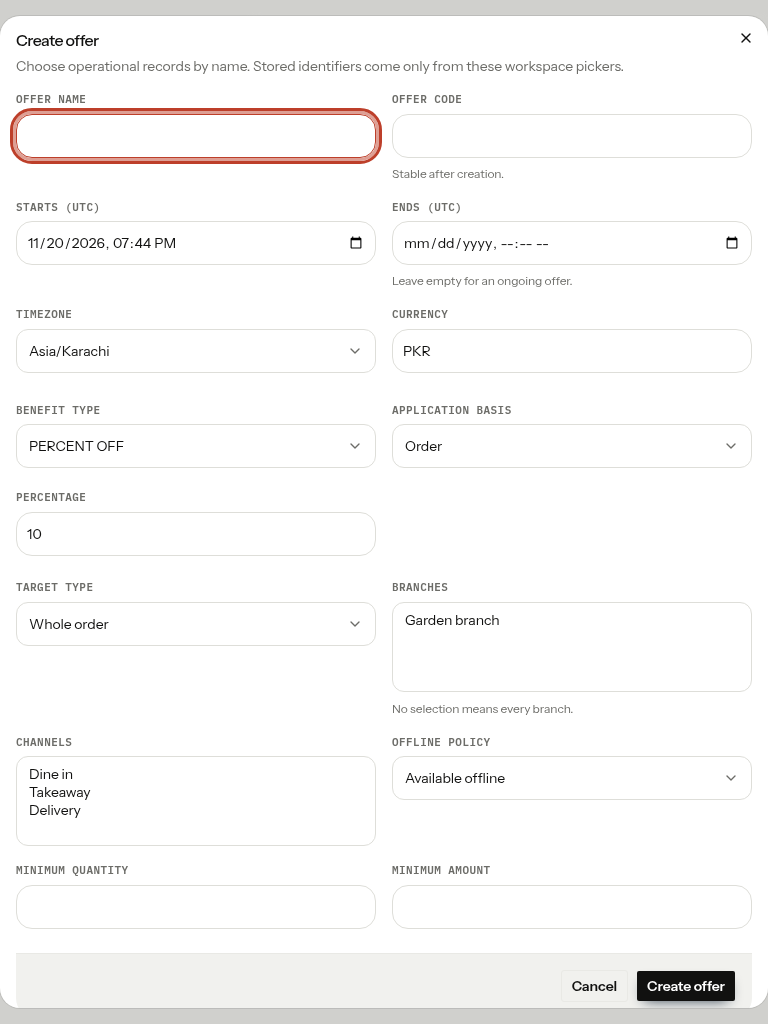 Create offer
Choose operational records by name. Stored identifiers come only from these workspace pickers.
OFFER NAME
OFFER CODE
Stable after creation.
STARTS (UTC)
ENDS (UTC)
11/20/2026, 07:44 PM
mm/dd/yyyy, --:-- --
Leave empty for an ongoing offer.
TIMEZONE
CURRENCY
Asia/Karachi
PKR
BENEFIT TYPE
APPLICATION BASIS
PERCENT OFF
Order
PERCENTAGE
10
TARGET TYPE
BRANCHES
Whole order
Garden branch
No selection means every branch.
CHANNELS
OFFLINE POLICY
Dine in
Takeaway
Delivery
Available offline
MINIMUM QUANTITY
MINIMUM AMOUNT
Cancel
Create offer